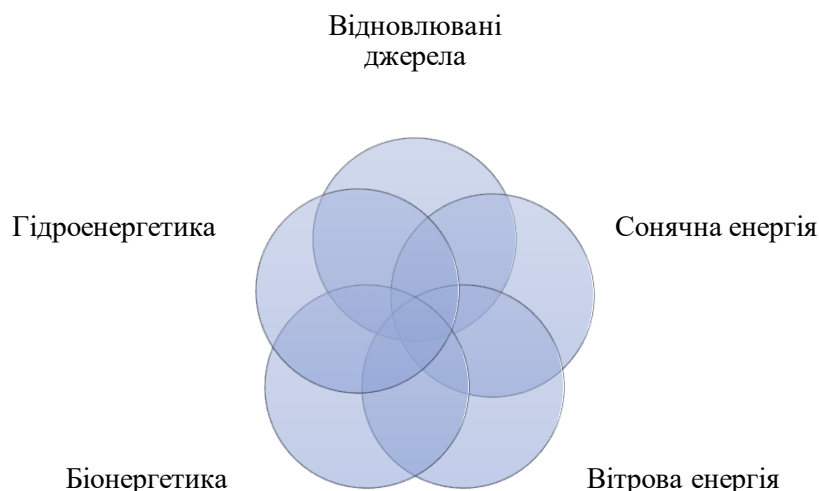 Відновлювані
джерела
Гідроенергетика
Сонячна енергія
Біонергетика
Вітрова енергія